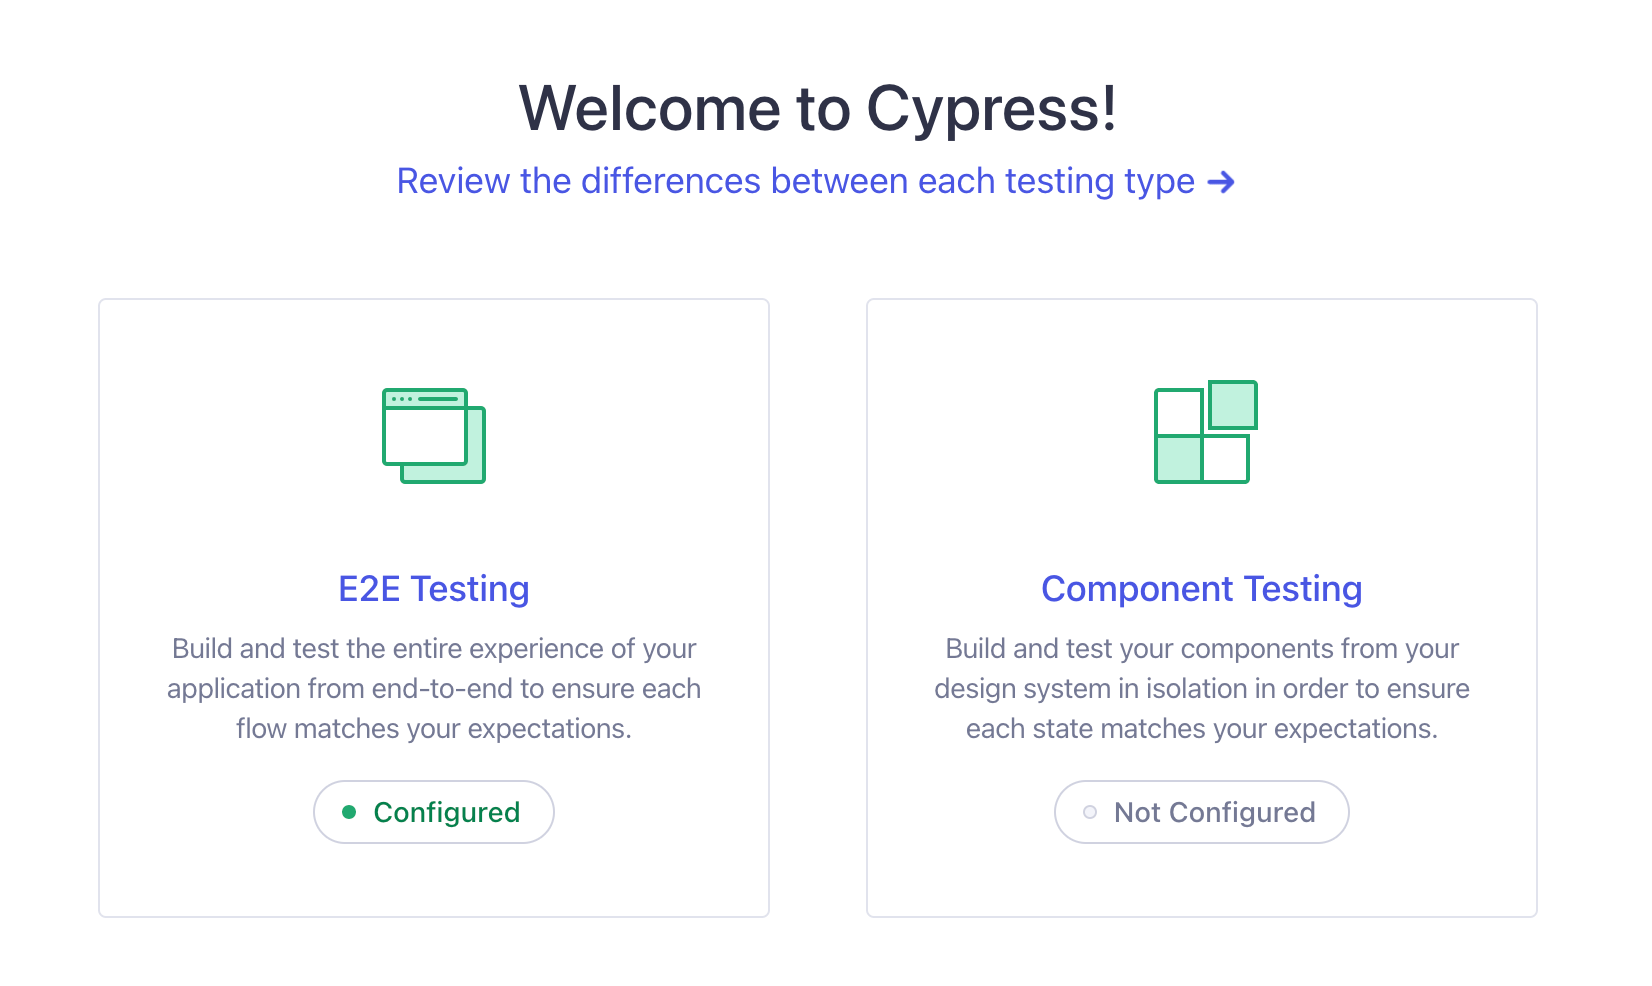 Welcome to Cypress!
Review the differences between each testing type →
E2E Testing
Build and test the entire experience of your
application from end-to-end to ensure each
flow matches your expectations.
Configured
Component Testing
Build and test your components from your
design system in isolation in order to ensure
each state matches your expectations.
Not Configured